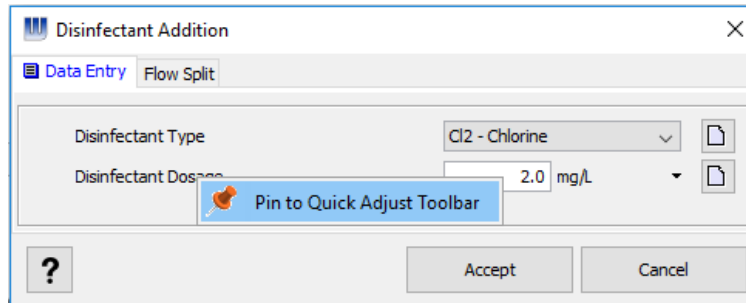 Disinfectant Addition
Data Entry Flow Split
Disinfectant Type Cl2 - Chlorine
Disinfectant Dosage 2.0 mg/L
Pin to Quick Adjust Toolbar
? Accept Cancel